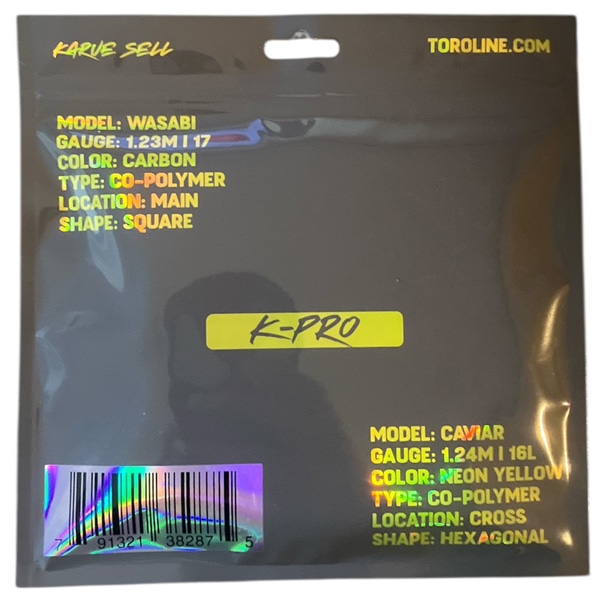 KARUE SELL
TOROLINE.COM
MODEL: WASABI
GAUGE: 1.23M | 17
COLOR: CARBON
TYPE: CO-POLYMER
LOCATION: MAIN
SHAPE: SQUARE
K-PRO
MODEL: CAVIAR
GAUGE: 1.24M | 16L
COLOR: NEON YELLOW
TYPE: CO-POLYMER
LOCATION: CROSS
SHAPE: HEXAGONAL
7 91321 38287 5